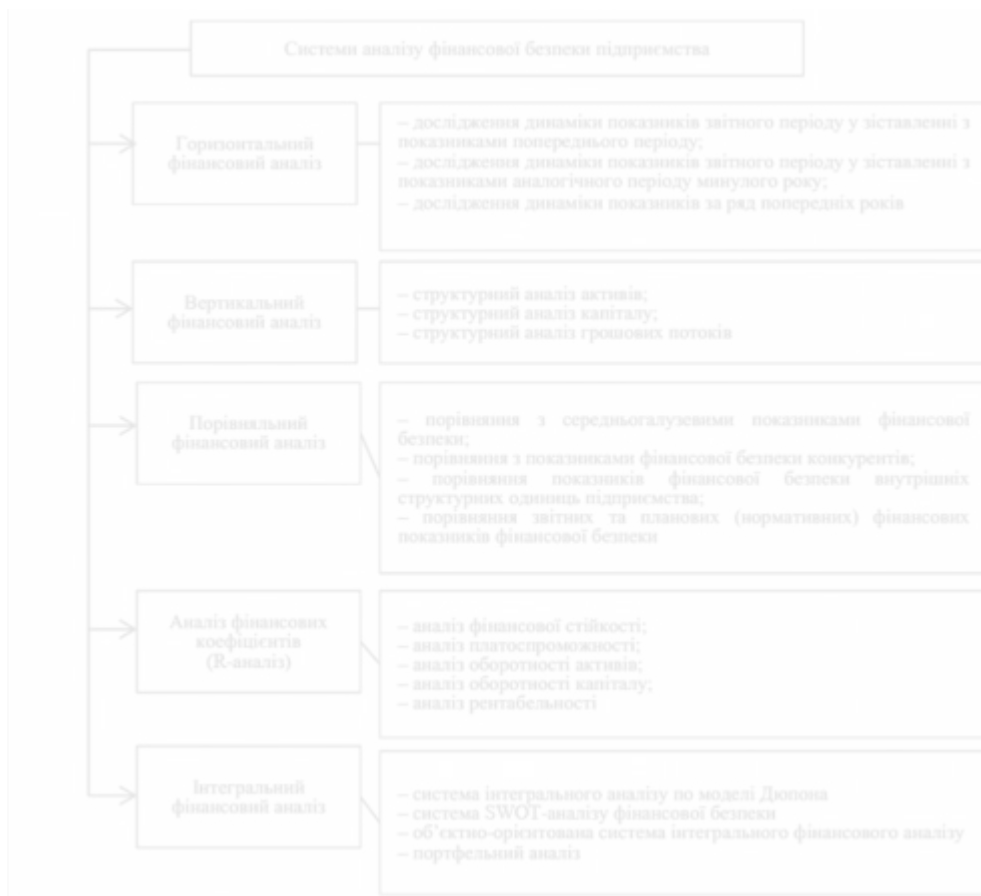 Системи аналізу фінансової безпеки підприємства
Горизонтальний
фінансовий аналіз
– дослідження динаміки показників звітного періоду у зіставленні з
показниками попереднього періоду;
– дослідження динаміки показників звітного періоду у зіставленні з
показниками аналогічного періоду минулого року;
– дослідження динаміки показників за ряд попередніх років
Вертикальний
фінансовий аналіз
– структурний аналіз активів;
– структурний аналіз капіталу;
– структурний аналіз грошових потоків
Порівняльний
фінансовий аналіз
– порівняння з середньогалузевими показниками фінансової
безпеки;
– порівняння з показниками фінансової безпеки конкурентів;
– порівняння показників фінансової безпеки внутрішніх
структурних одиниць підприємства;
– порівняння звітних та планових (нормативних) фінансових
показників фінансової безпеки
Аналіз фінансових
коефіцієнтів
(R-аналіз)
– аналіз фінансової стійкості;
– аналіз платоспроможності;
– аналіз оборотності активів;
– аналіз оборотності капіталу;
– аналіз рентабельності
Інтегральний
фінансовий аналіз
– система інтегрального аналізу по моделі Дюпона
– система SWOT-аналізу фінансової безпеки
– об’єктно-орієнтована система інтегрального фінансового аналізу
– портфельний аналіз